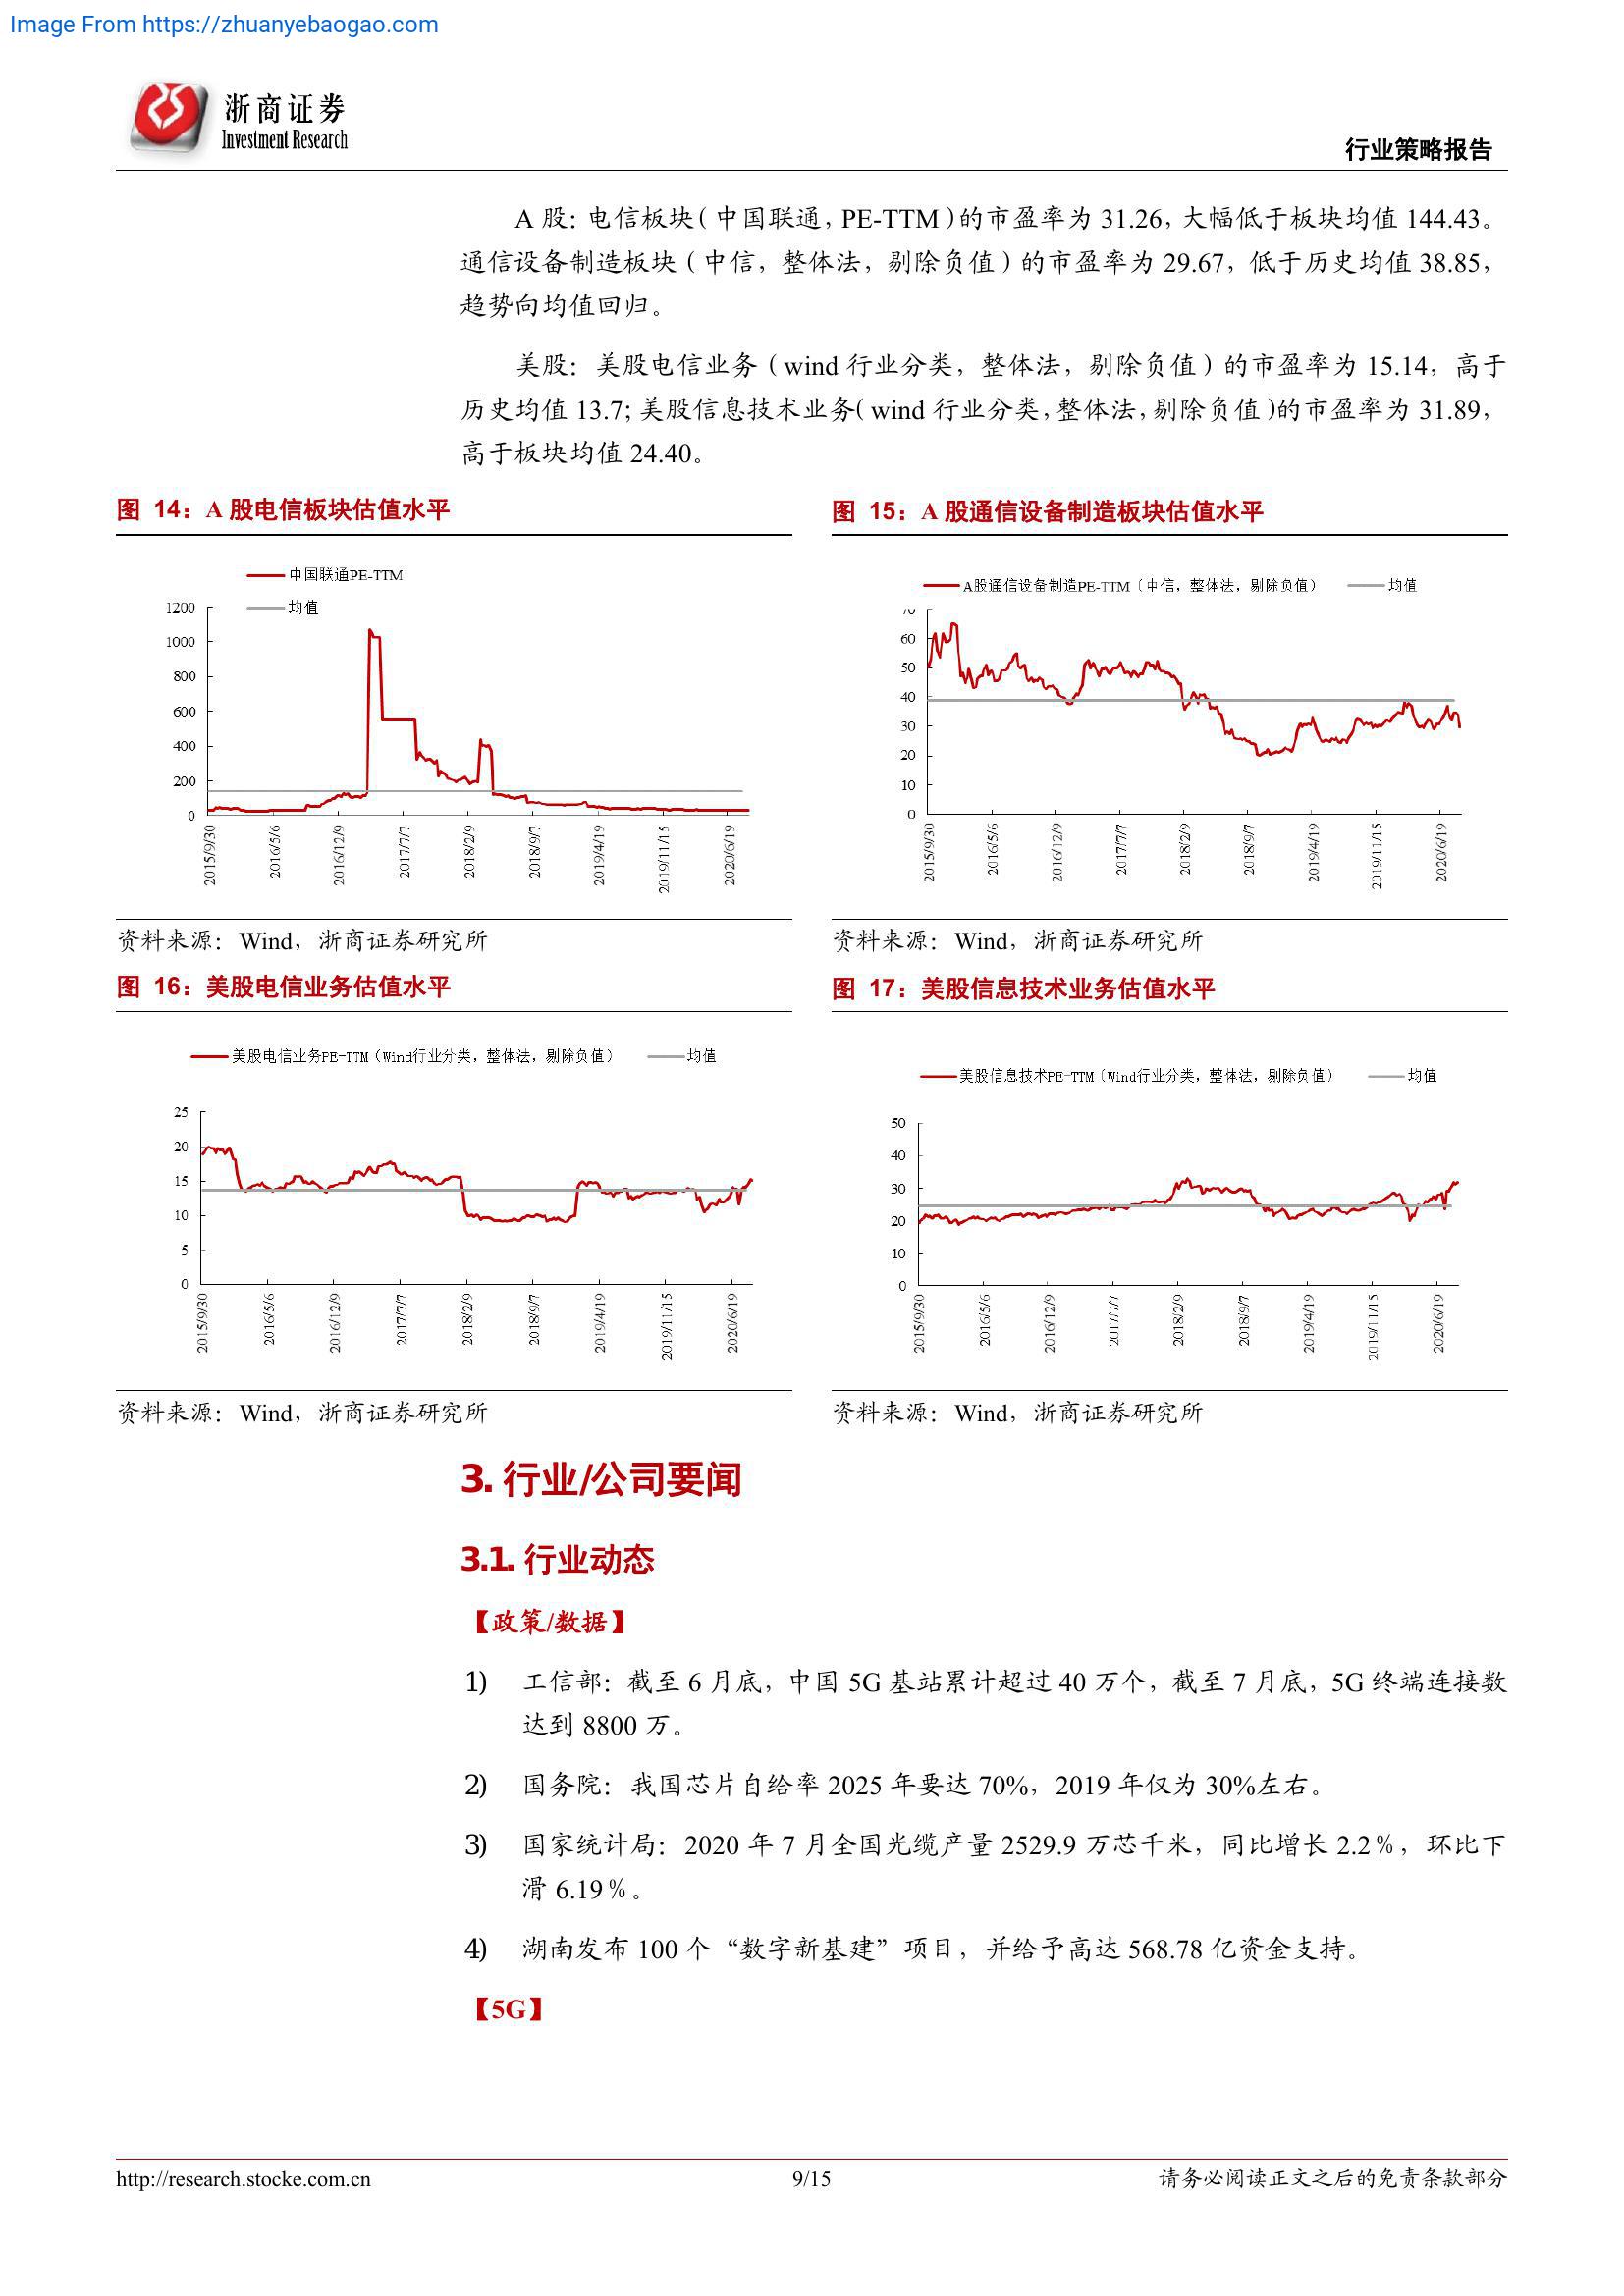 Image From https://zhuanyebaogao.com
浙商证券
Investment Research
行业策略报告
A 股：电信板块（中国联通，PE-TTM）的市盈率为 31.26，大幅低于板块均值 144.43。
通信设备制造板块（中信，整体法，剔除负值）的市盈率为 29.67，低于历史均值 38.85，
趋势向均值回归。
美股：美股电信业务（wind 行业分类，整体法，剔除负值）的市盈率为 15.14，高于
历史均值 13.7；美股信息技术业务（wind 行业分类，整体法，剔除负值）的市盈率为 31.89，
高于板块均值 24.40。
图 14：A 股电信板块估值水平
中国联通PE-TTM
均值
1200
1000
800
600
400
200
0
2015/9/30
2016/5/6
2016/12/9
2017/7/7
2018/2/9
2018/9/7
2019/4/19
2019/11/15
2020/6/19
资料来源：Wind，浙商证券研究所
图 15：A 股通信设备制造板块估值水平
A股通信设备制造PE-TTM（中信，整体法，剔除负值）
均值
70
60
50
40
30
20
10
0
2015/9/30
2016/5/6
2016/12/9
2017/7/7
2018/2/9
2018/9/7
2019/4/19
2019/11/15
2020/6/19
资料来源：Wind，浙商证券研究所
图 16：美股电信业务估值水平
美股电信业务PE-TTM（Wind行业分类，整体法，剔除负值）
均值
25
20
15
10
5
0
2015/9/30
2016/5/6
2016/12/9
2017/7/7
2018/2/9
2018/9/7
2019/4/19
2019/11/15
2020/6/19
资料来源：Wind，浙商证券研究所
图 17：美股信息技术业务估值水平
美股信息技术PE-TTM（Wind行业分类，整体法，剔除负值）
均值
50
40
30
20
10
0
2015/9/30
2016/5/6
2016/12/9
2017/7/7
2018/2/9
2018/9/7
2019/4/19
2019/11/15
2020/6/19
资料来源：Wind，浙商证券研究所
3. 行业/公司要闻
3.1. 行业动态
【政策/数据】
1) 工信部：截至 6 月底，中国 5G 基站累计超过 40 万个，截至 7 月底，5G 终端连接数
达到 8800 万。
2) 国务院：我国芯片自给率 2025 年要达 70%，2019 年仅为 30%左右。
3) 国家统计局：2020 年 7 月全国光缆产量 2529.9 万芯千米，同比增长 2.2％，环比下
滑 6.19％。
4) 湖南发布 100 个“数字新基建”项目，并给予高达 568.78 亿资金支持。
【5G】
http://research.stocke.com.cn
9/15
请务必阅读正文之后的免责条款部分